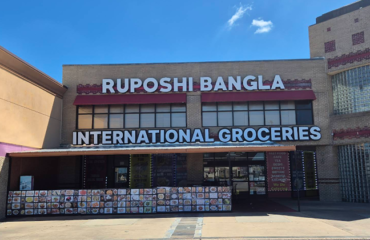 RUPOSHI BANGLA
INTERNATIONAL GROCERIES